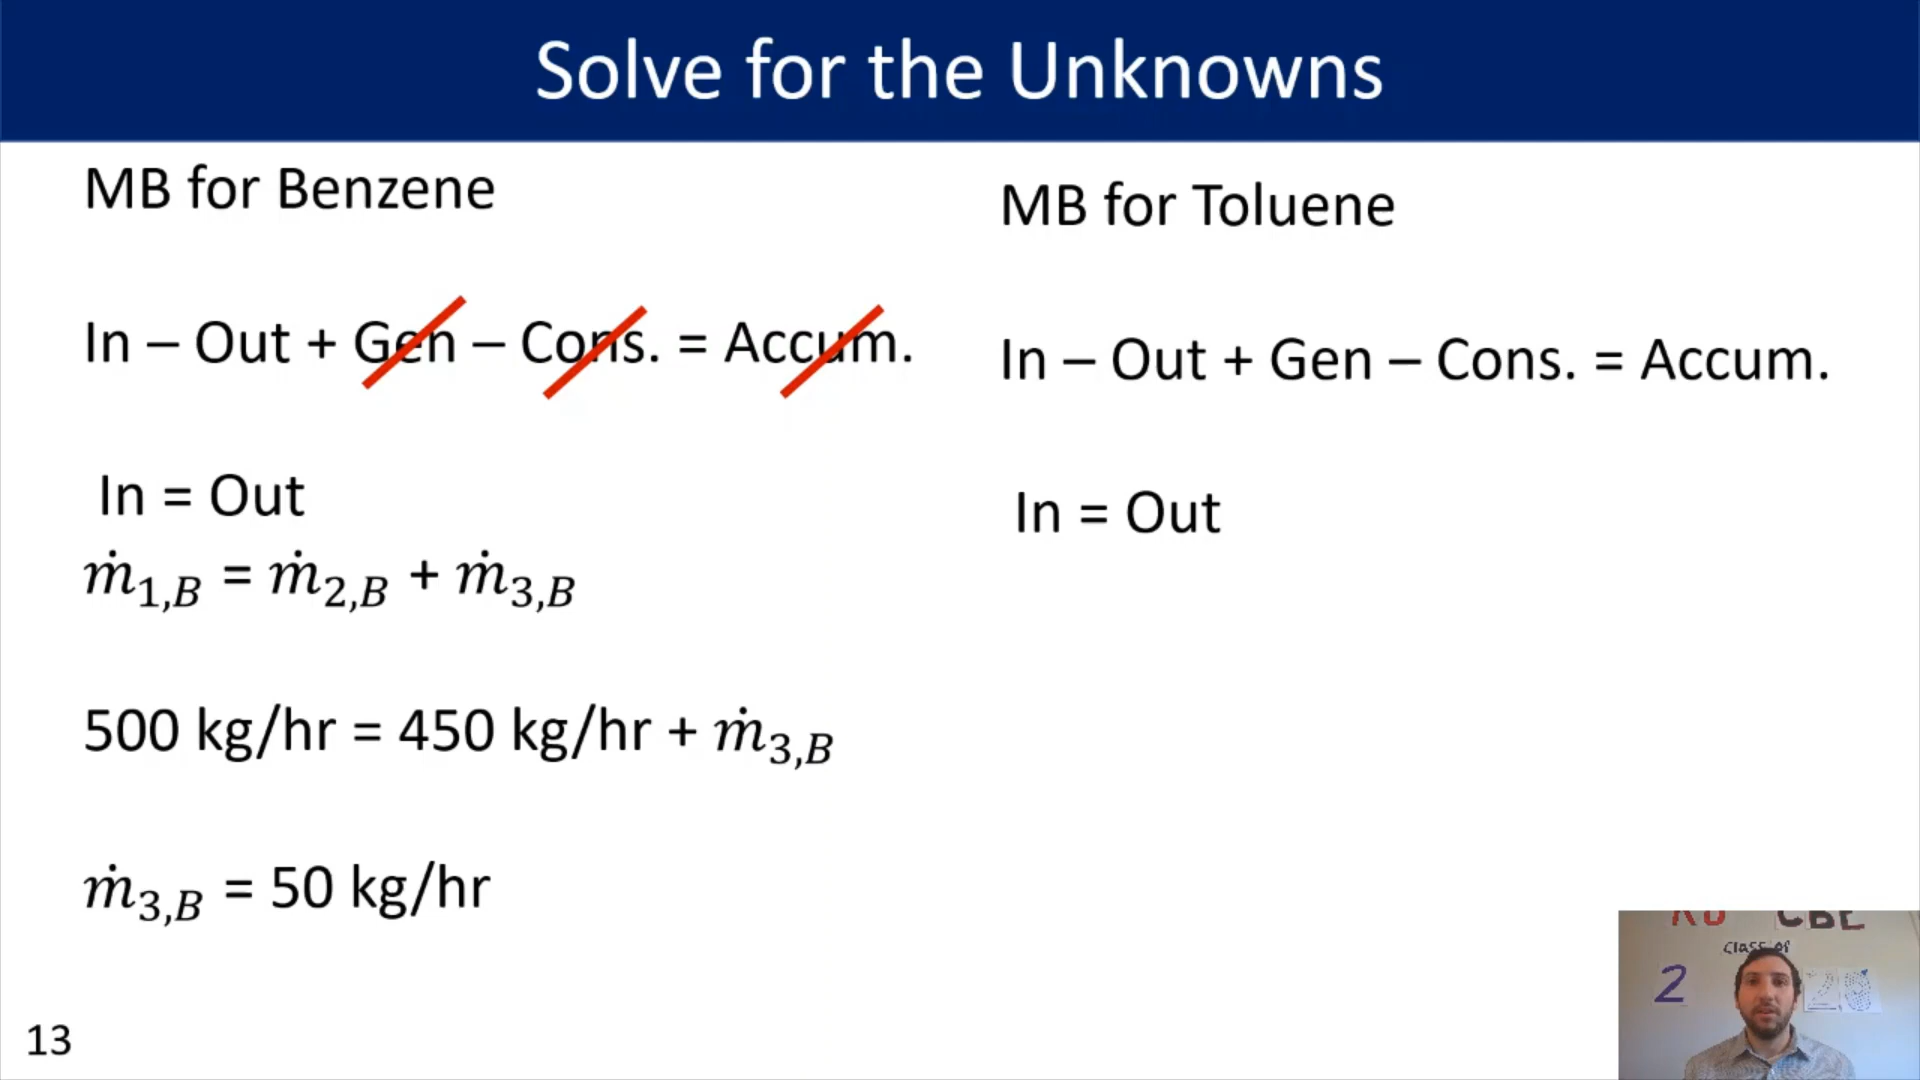 Solve for the Unknowns
MB for Benzene
In – Out + Gen – Cons. = Accum.
In = Out
ṁ₁,B = ṁ₂,B + ṁ₃,B
500 kg/hr = 450 kg/hr + ṁ₃,B
ṁ₃,B = 50 kg/hr
MB for Toluene
In – Out + Gen – Cons. = Accum.
In = Out
13
CBE
Class of
2 20